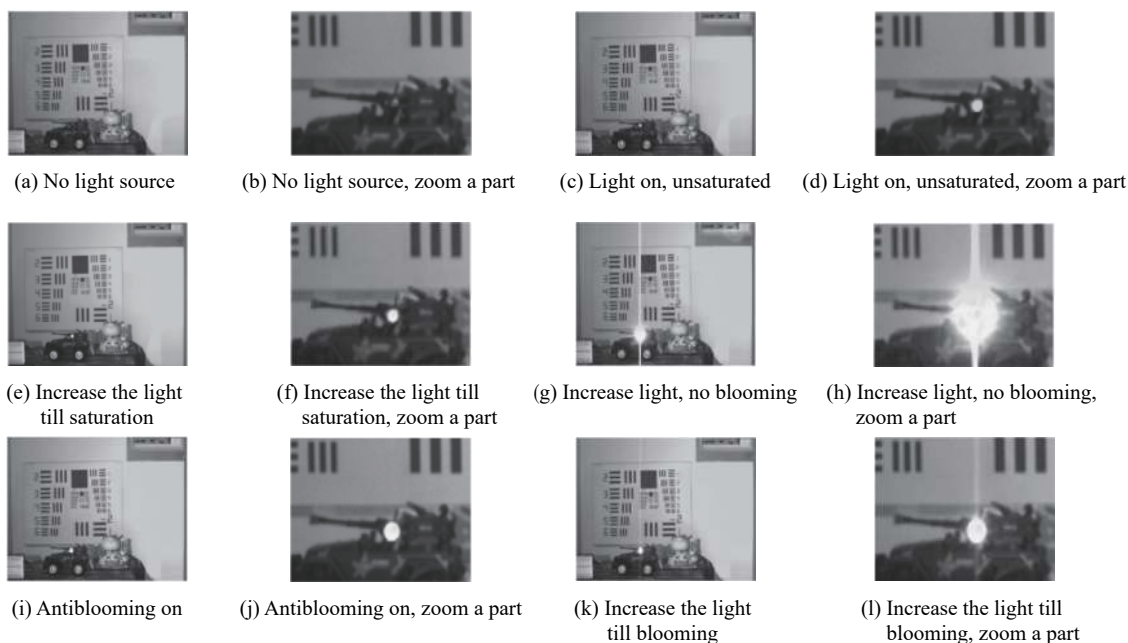 (a) No light source
(b) No light source, zoom a part
(c) Light on, unsaturated
(d) Light on, unsaturated, zoom a part
(e) Increase the light
till saturation
(f) Increase the light till
saturation, zoom a part
(g) Increase light, no blooming
(h) Increase light, no blooming,
zoom a part
(i) Antiblooming on
(j) Antiblooming on, zoom a part
(k) Increase the light
till blooming
(l) Increase the light till
blooming, zoom a part